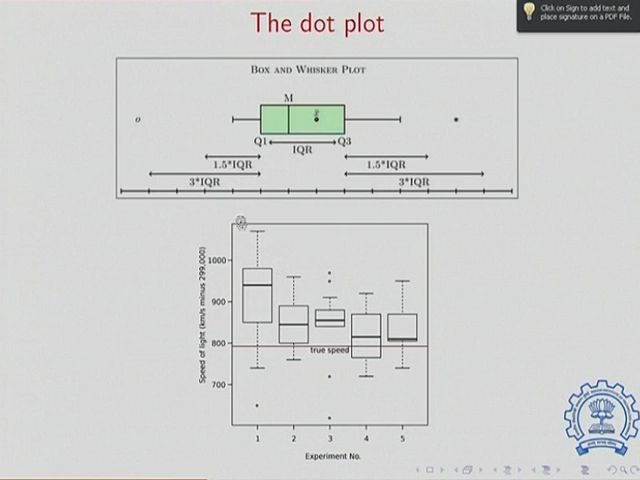 Click on Sign to add text and
place signature on a PDF File.
The dot plot
BOX AND WHISKER PLOT
M
o
x̄
Q1
Q3
IQR
1.5*IQR
1.5*IQR
3*IQR
3*IQR
Speed of light (km/s minus 299,000)
1000
900
800
700
true speed
1 2 3 4 5
Experiment No.